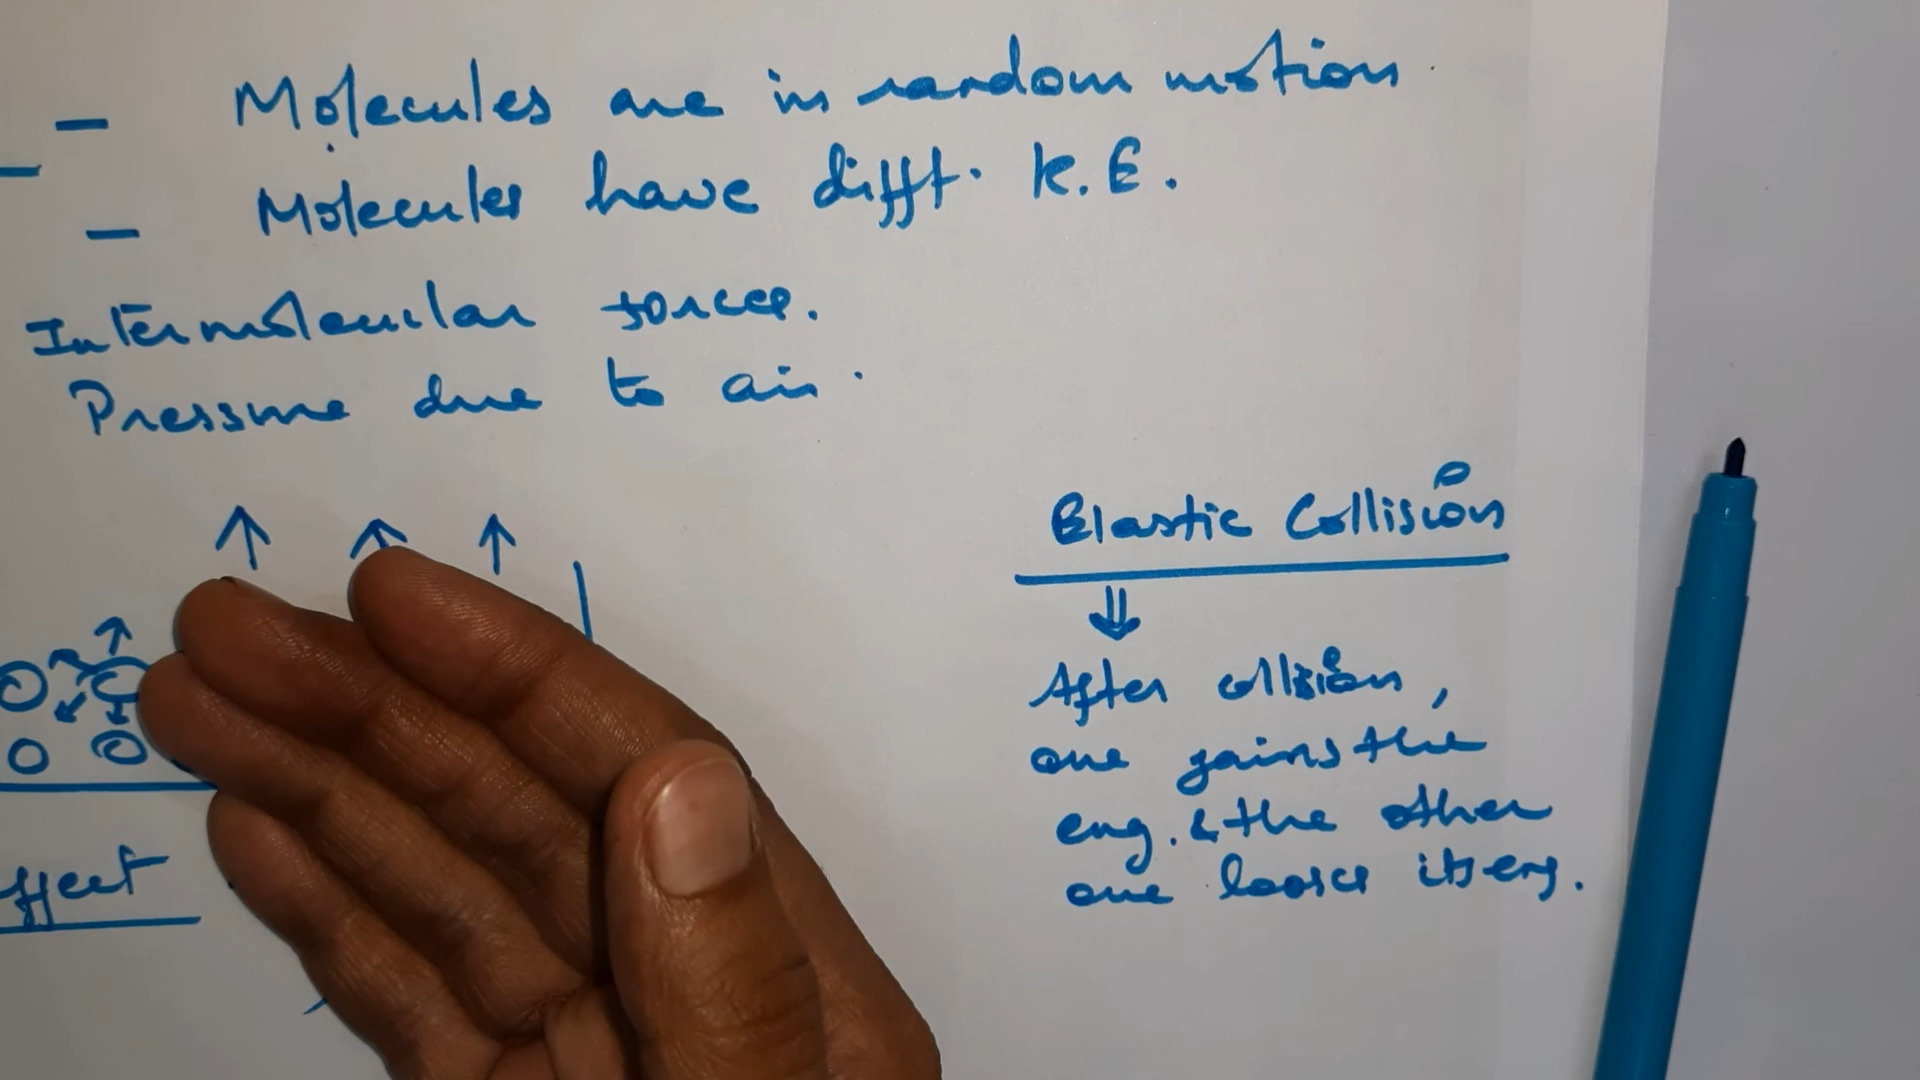 - Molecules are in random motion
- Molecules have difft. K.E.
Intermolecular forces.
Pressure due to air.
Elastic Collision
⇓
After collision,
one gains the
eng. & the other
one looses its eng.
ffect